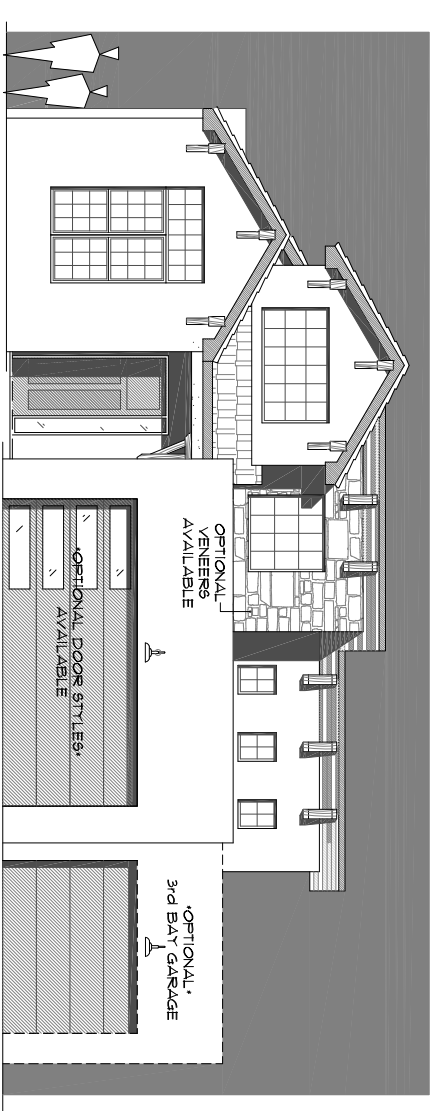 OPTIONAL
VENEERS
AVAILABLE
*OPTIONAL DOOR STYLES*
AVAILABLE
*OPTIONAL*
3rd BAY GARAGE